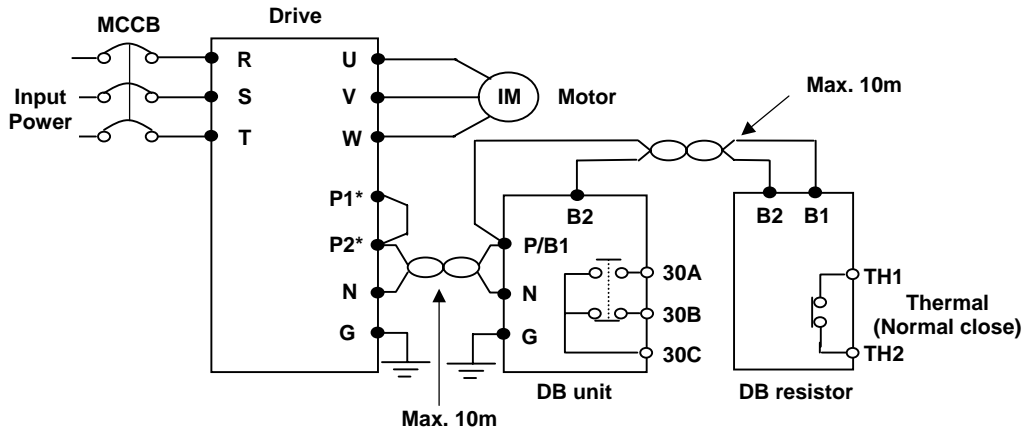 Drive
MCCB
R
S
T
Input
Power
U
V
W
IM
Motor
Max. 10m
P1*
P2*
N
G
B2
P/B1
N
G
30A
30B
30C
DB unit
B2
B1
TH1
Thermal
(Normal close)
TH2
DB resistor
Max. 10m